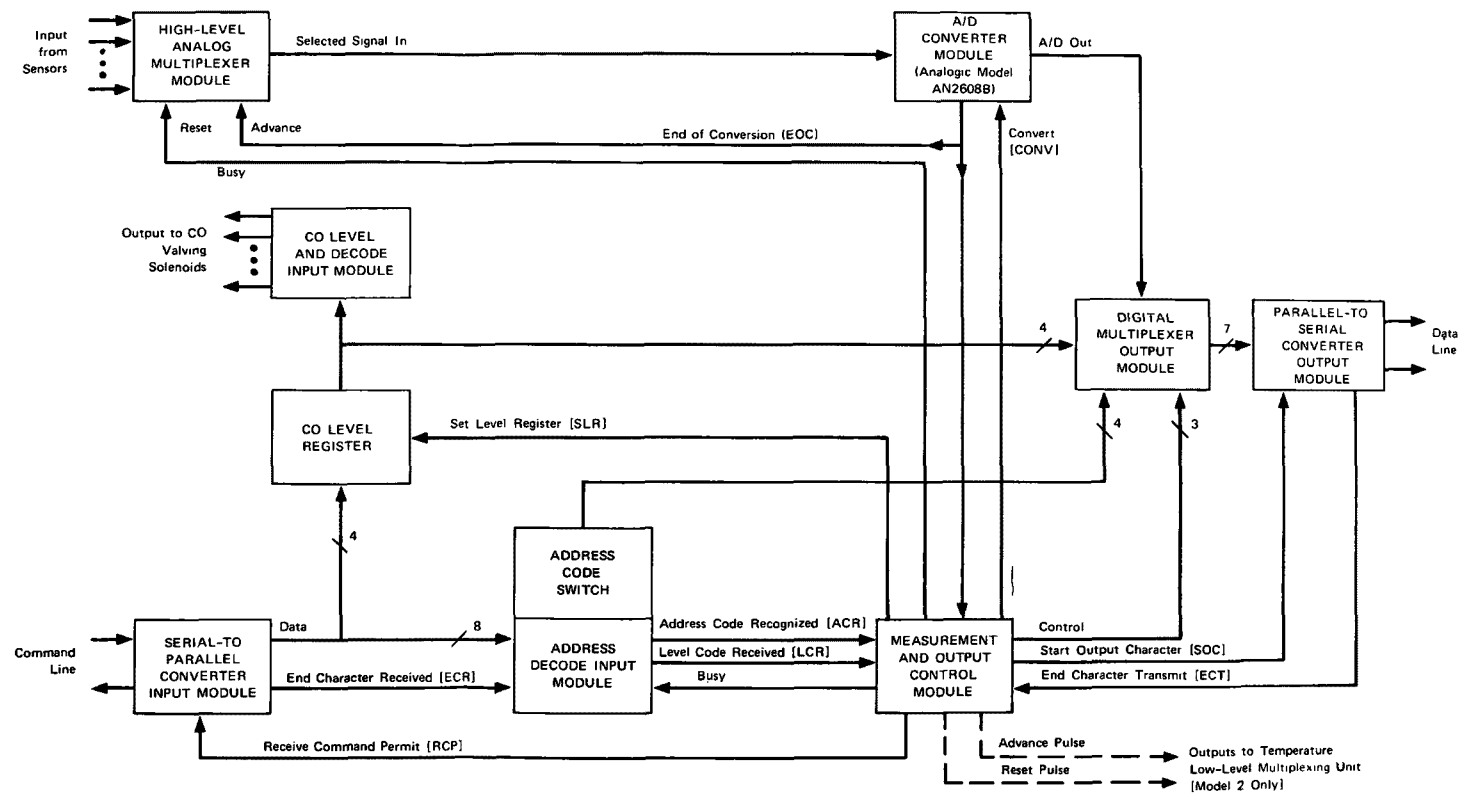 Input
from
Sensors
HIGH-LEVEL
ANALOG
MULTIPLEXER
MODULE
Selected Signal In
A/D
CONVERTER
MODULE
(Analogic Model
AN2608B)
A/D Out
Reset
Advance
End of Conversion (EOC)
Convert
[CONV]
Busy
Output to CO
Valving
Solenoids
CO LEVEL
AND DECODE
INPUT MODULE
4
DIGITAL
MULTIPLEXER
OUTPUT
MODULE
7
PARALLEL-TO
SERIAL
CONVERTER
OUTPUT
MODULE
Data
Line
CO LEVEL
REGISTER
Set Level Register [SLR]
4
3
4
ADDRESS
CODE
SWITCH
Command
Line
SERIAL-TO
PARALLEL
CONVERTER
INPUT MODULE
Data
8
End Character Received [ECR]
ADDRESS
DECODE INPUT
MODULE
Address Code Recognized [ACR]
Level Code Received [LCR]
Busy
MEASUREMENT
AND OUTPUT
CONTROL
MODULE
Control
Start Output Character [SOC]
End Character Transmit [ECT]
Receive Command Permit [RCP]
Advance Pulse
Reset Pulse
Outputs to Temperature
Low-Level Multiplexing Unit
[Model 2 Only]